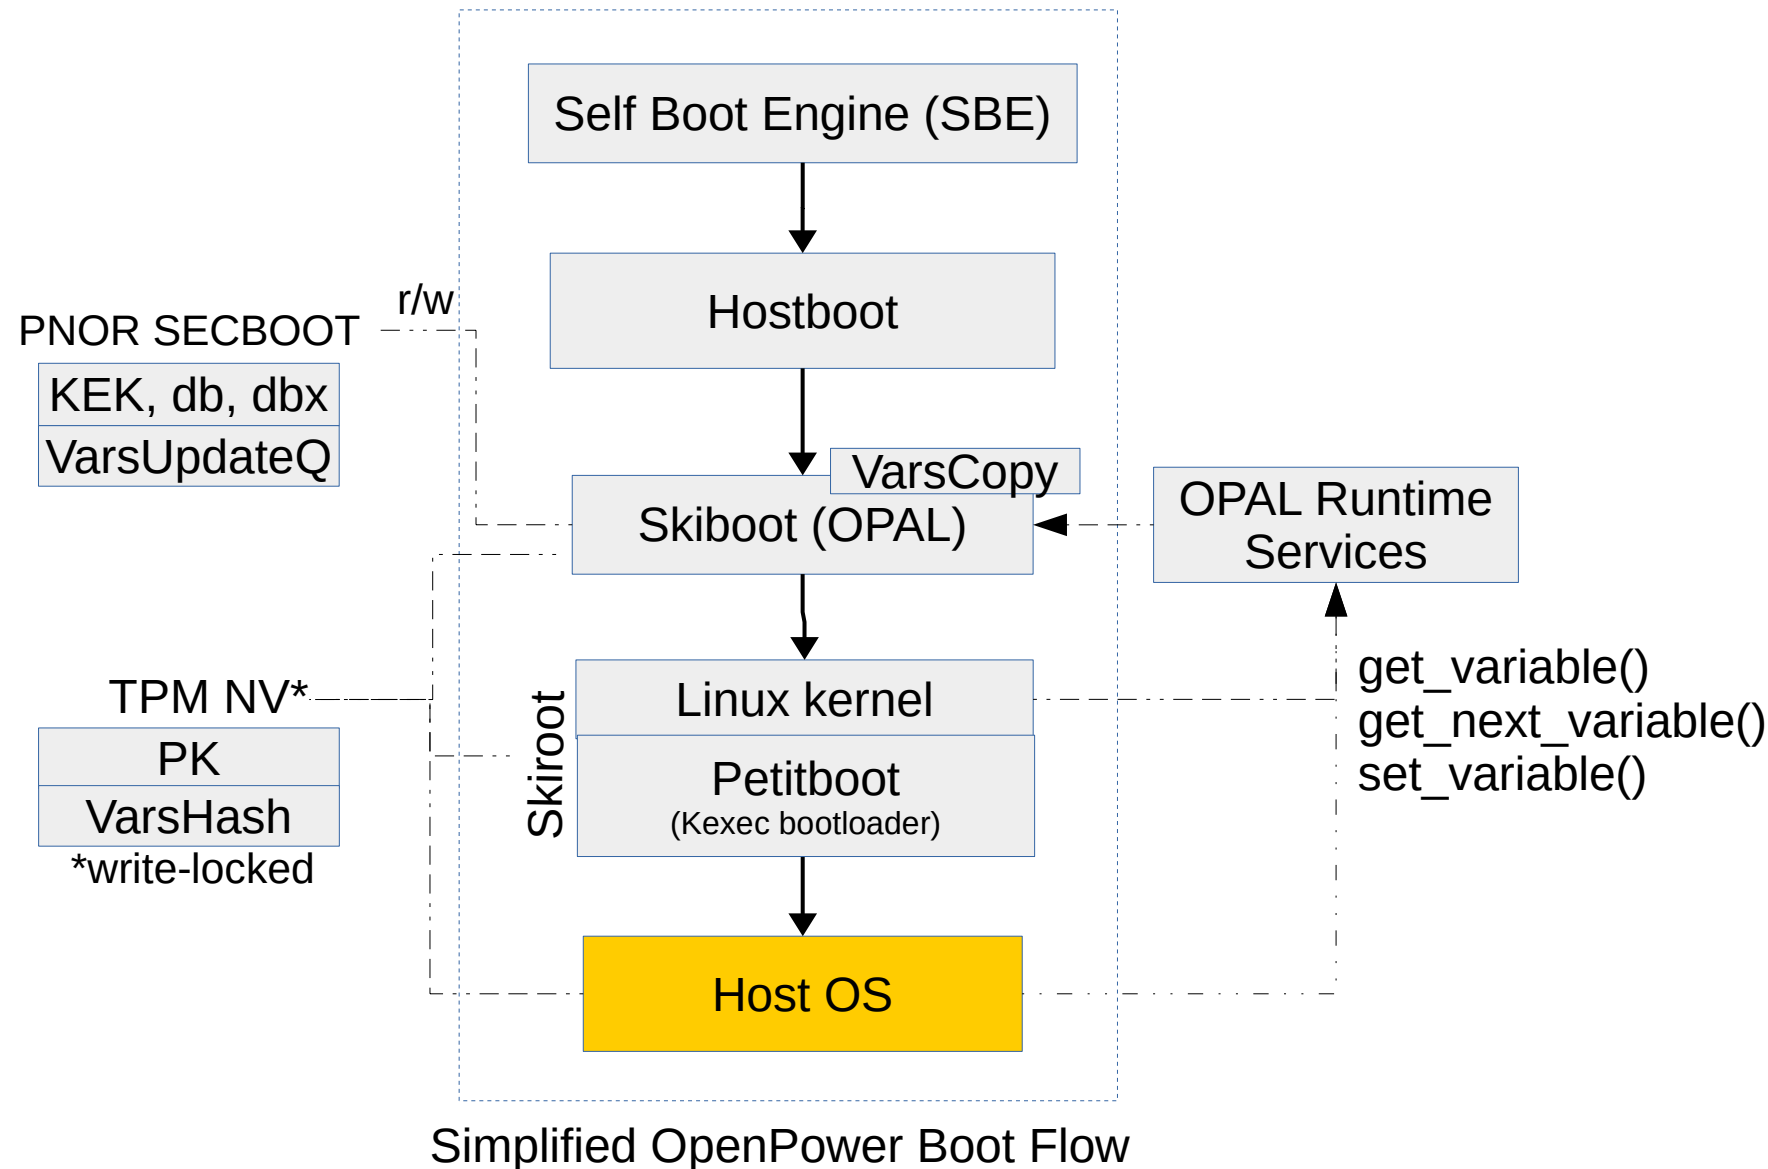 Self Boot Engine (SBE)
Hostboot
r/w
PNOR SECBOOT
KEK, db, dbx
VarsUpdateQ
VarsCopy
Skiboot (OPAL)
OPAL Runtime
Services
TPM NV*
PK
VarsHash
*write-locked
Skiroot
Linux kernel
Petitboot
(Kexec bootloader)
get_variable()
get_next_variable()
set_variable()
Host OS
Simplified OpenPower Boot Flow